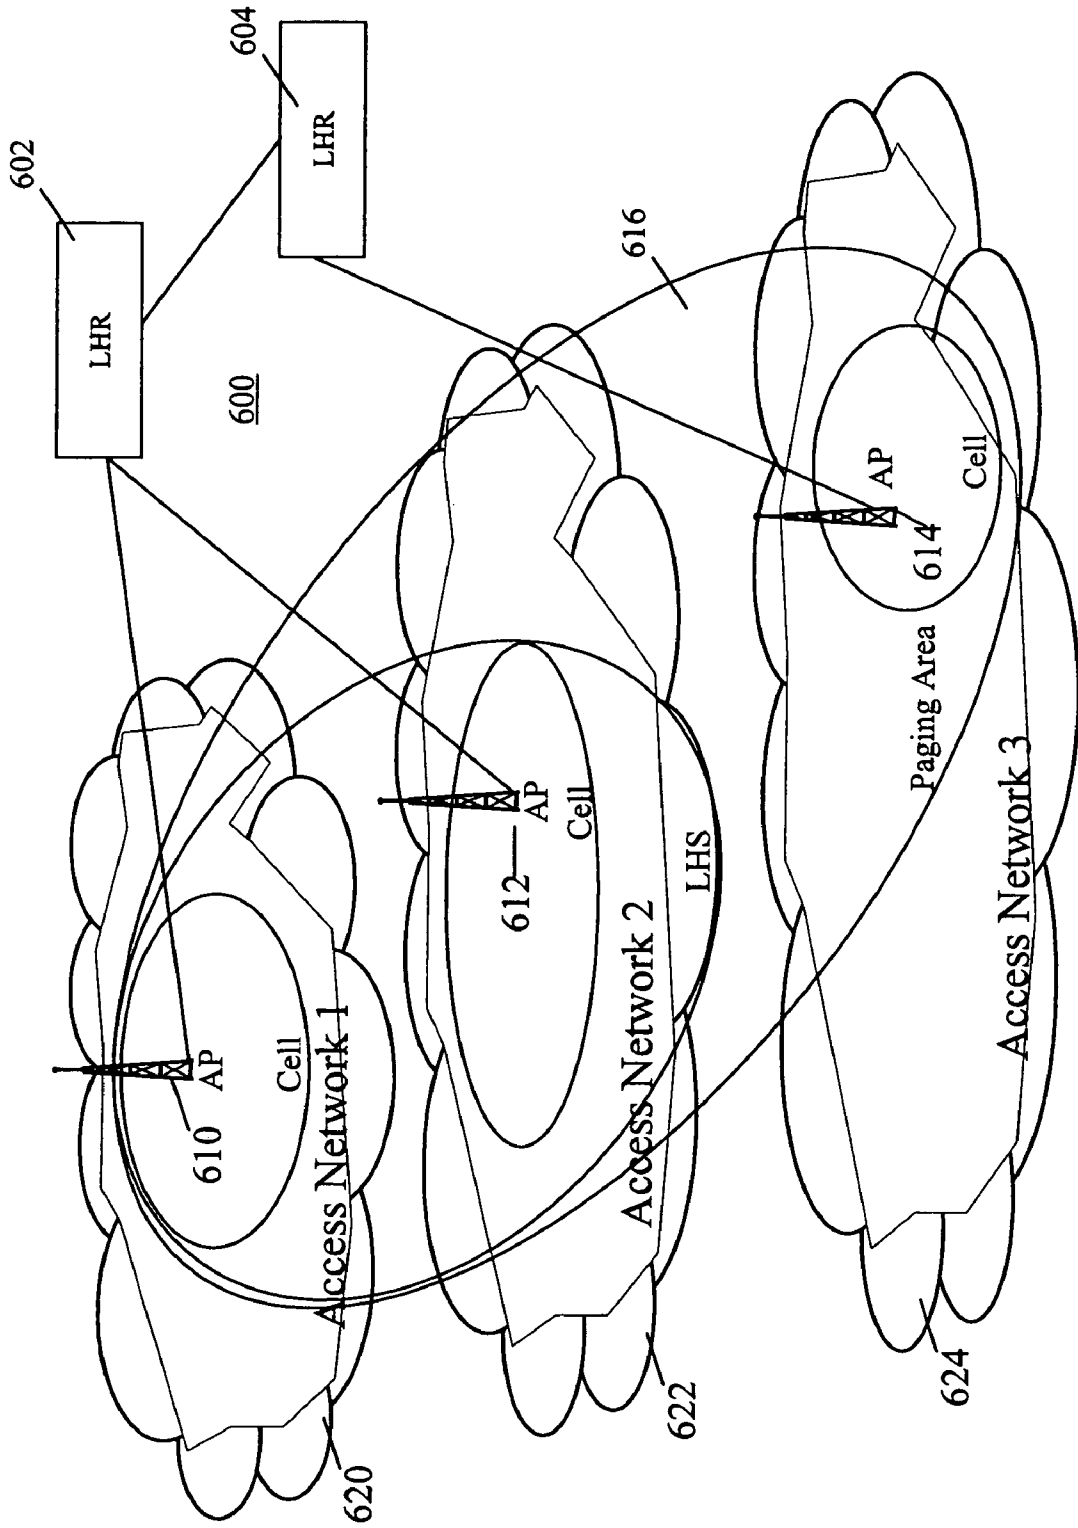 602
LHR
604
LHR
600
616
AP
Cell
610
Access Network 1
620
612
AP
Cell
LHS
Access Network 2
622
614
AP
Cell
Paging Area
Access Network 3
624